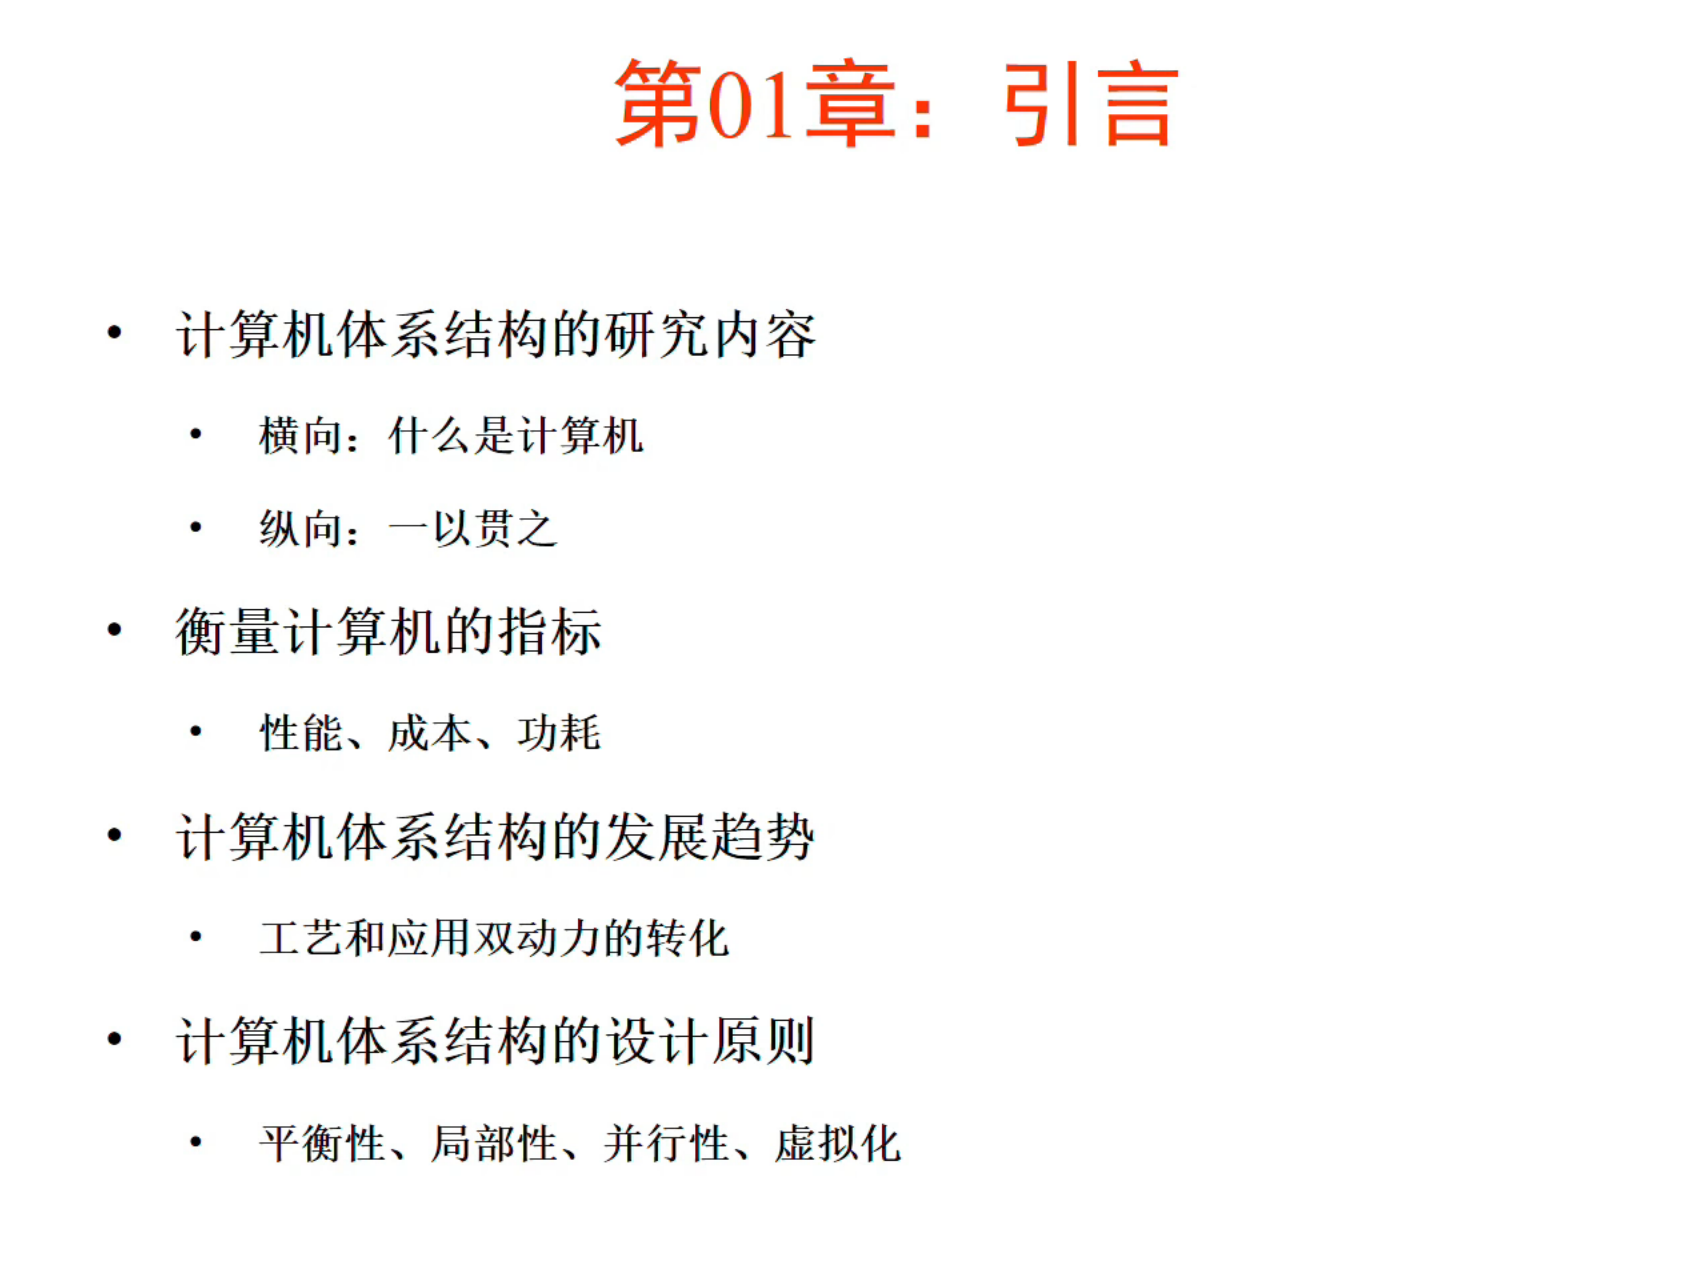 第01章：引言
• 计算机体系结构的研究内容
• 横向：什么是计算机
• 纵向：一以贯之
• 衡量计算机的指标
• 性能、成本、功耗
• 计算机体系结构的发展趋势
• 工艺和应用双动力的转化
• 计算机体系结构的设计原则
• 平衡性、局部性、并行性、虚拟化